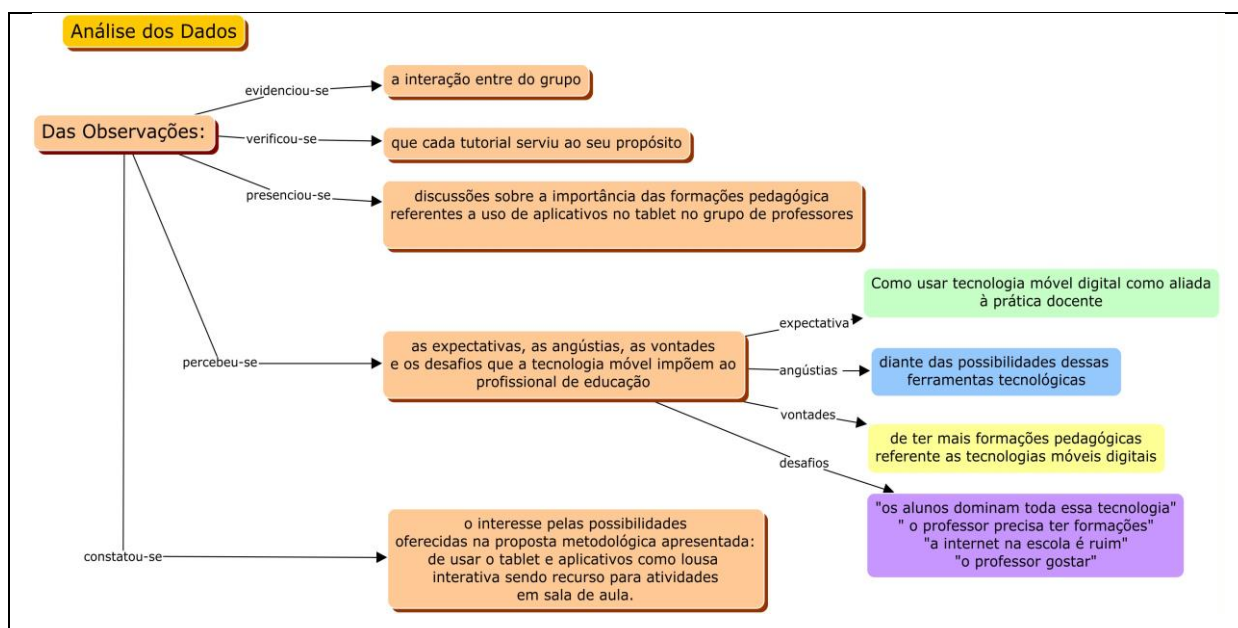 Análise dos Dados
evidenciou-se
a interação entre do grupo
Das Observações:
verificou-se
que cada tutorial serviu ao seu propósito
presenciou-se
discussões sobre a importância das formações pedagógica
referentes a uso de aplicativos no tablet no grupo de professores
percebeu-se
as expectativas, as angústias, as vontades
e os desafios que a tecnologia móvel impõem ao
profissional de educação
expectativa
Como usar tecnologia móvel digital como aliada
à prática docente
angústias
diante das possibilidades dessas
ferramentas tecnológicas
vontades
de ter mais formações pedagógicas
referente as tecnologias móveis digitais
desafios
"os alunos dominam toda essa tecnologia"
" o professor precisa ter formações"
"a internet na escola é ruim"
"o professor gostar"
constatou-se
o interesse pelas possibilidades
oferecidas na proposta metodológica apresentada:
de usar o tablet e aplicativos como lousa
interativa sendo recurso para atividades
em sala de aula.